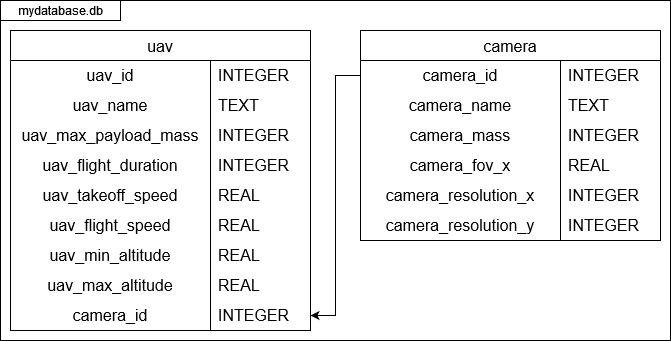 mydatabase.db
uav
uav_id INTEGER
uav_name TEXT
uav_max_payload_mass INTEGER
uav_flight_duration INTEGER
uav_takeoff_speed REAL
uav_flight_speed REAL
uav_min_altitude REAL
uav_max_altitude REAL
camera_id INTEGER
camera
camera_id INTEGER
camera_name TEXT
camera_mass INTEGER
camera_fov_x REAL
camera_resolution_x INTEGER
camera_resolution_y INTEGER